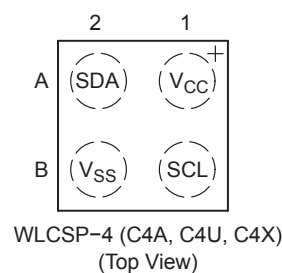 2 1
A SDA VCC +
B VSS SCL
WLCSP−4 (C4A, C4U, C4X)
(Top View)